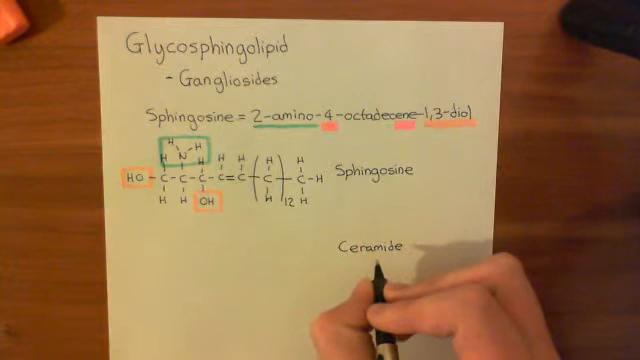 Glycosphingolipid
- Gangliosides
Sphingosine = 2-amino-4-octadecene-1,3-diol
H H
H N H H H H H
HO - C - C - C - C = C - C - C - H Sphingosine
H H OH H 12 H
Ceramide